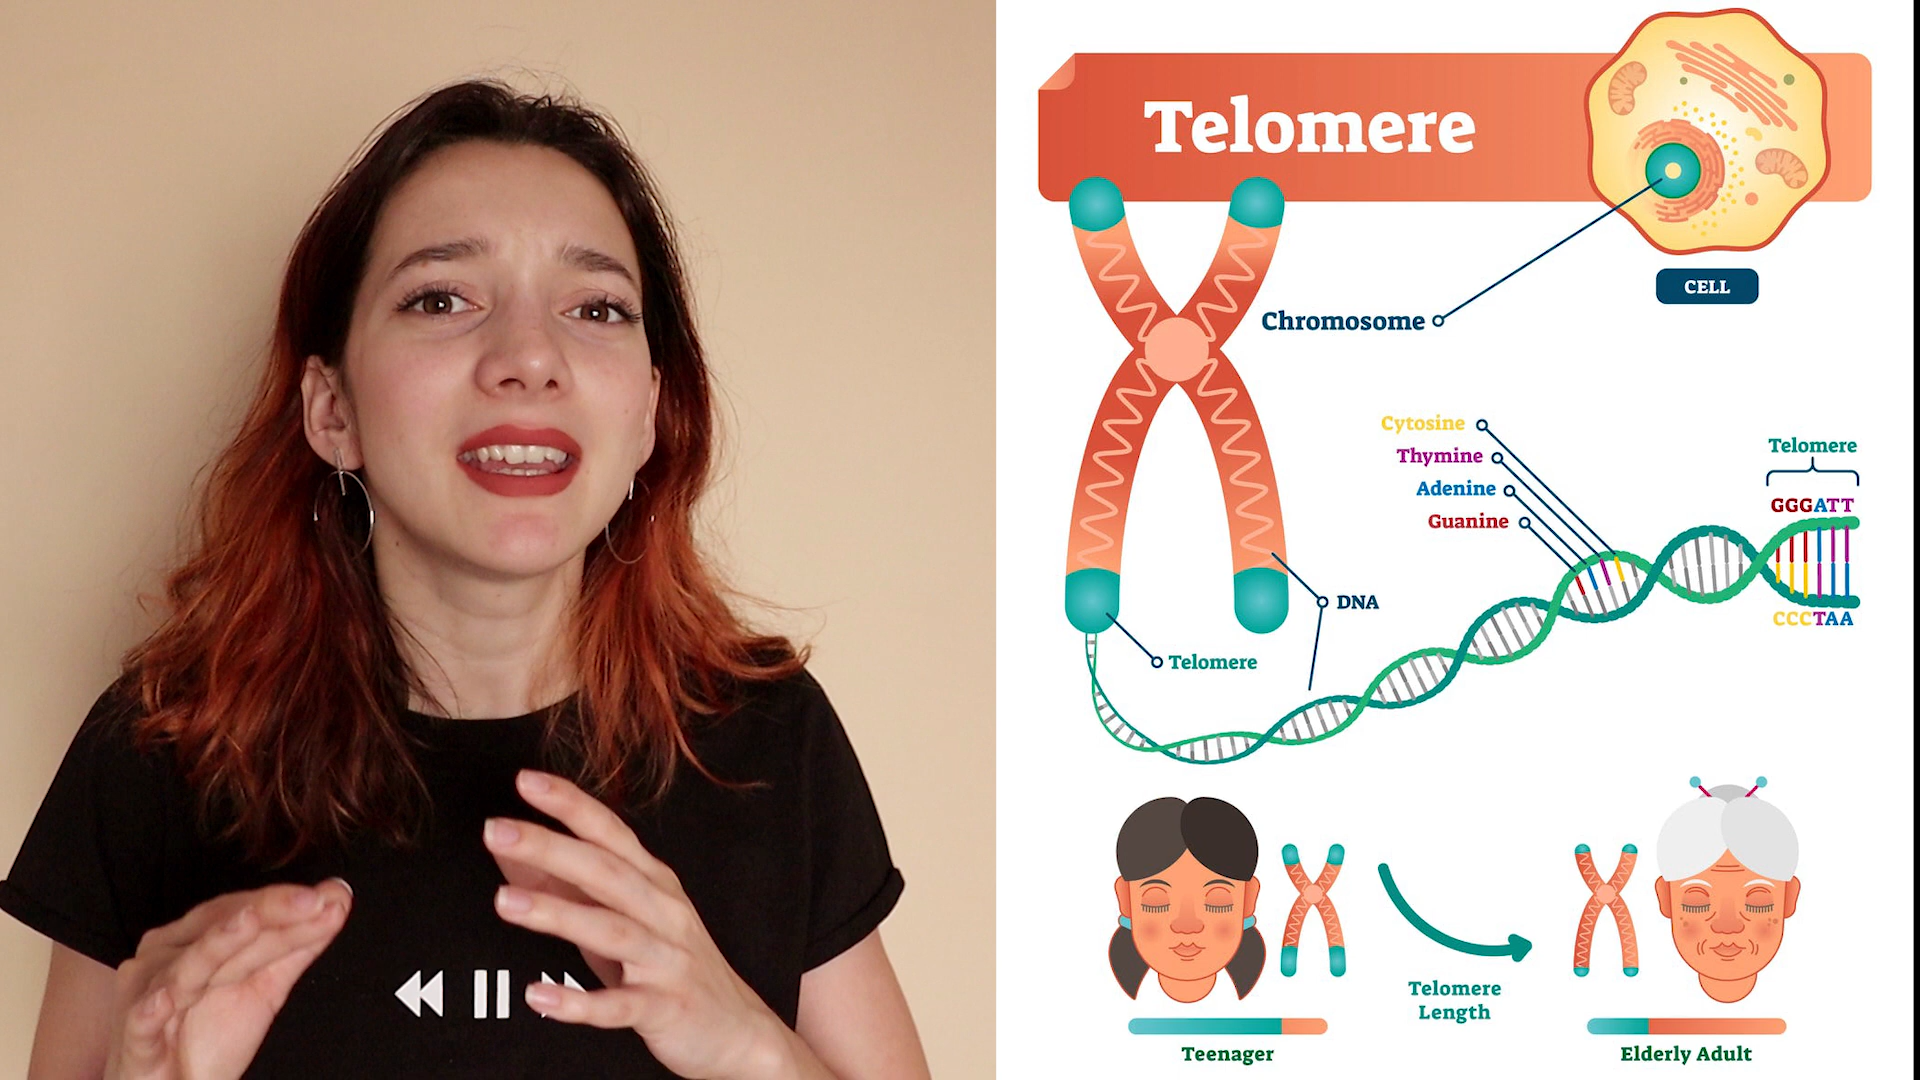 Telomere
CELL
Chromosome
Cytosine
Thymine
Adenine
Guanine
Telomere
GGGATT
CCCTAA
DNA
Telomere
Telomere
Length
Teenager
Elderly Adult